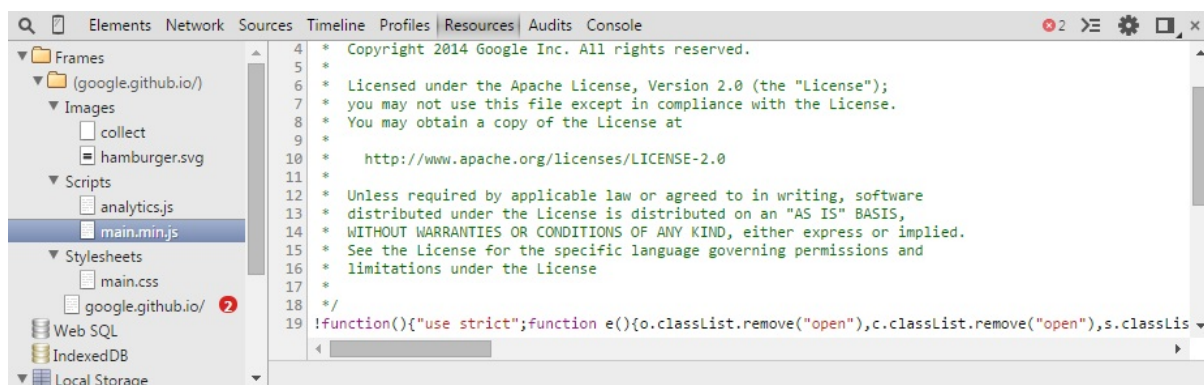 Elements Network Sources Timeline Profiles Resources Audits Console 2
Frames
(google.github.io/)
Images
collect
hamburger.svg
Scripts
analytics.js
main.min.js
Stylesheets
main.css
google.github.io/ 2
Web SQL
IndexedDB
Local Storage
4 * Copyright 2014 Google Inc. All rights reserved.
5 *
6 * Licensed under the Apache License, Version 2.0 (the "License");
7 * you may not use this file except in compliance with the License.
8 * You may obtain a copy of the License at
9 *
10 * http://www.apache.org/licenses/LICENSE-2.0
11 *
12 * Unless required by applicable law or agreed to in writing, software
13 * distributed under the License is distributed on an "AS IS" BASIS,
14 * WITHOUT WARRANTIES OR CONDITIONS OF ANY KIND, either express or implied.
15 * See the License for the specific language governing permissions and
16 * limitations under the License
17 *
18 */
19 !function(){"use strict";function e(){o.classList.remove("open"),c.classList.remove("open"),s.classLis